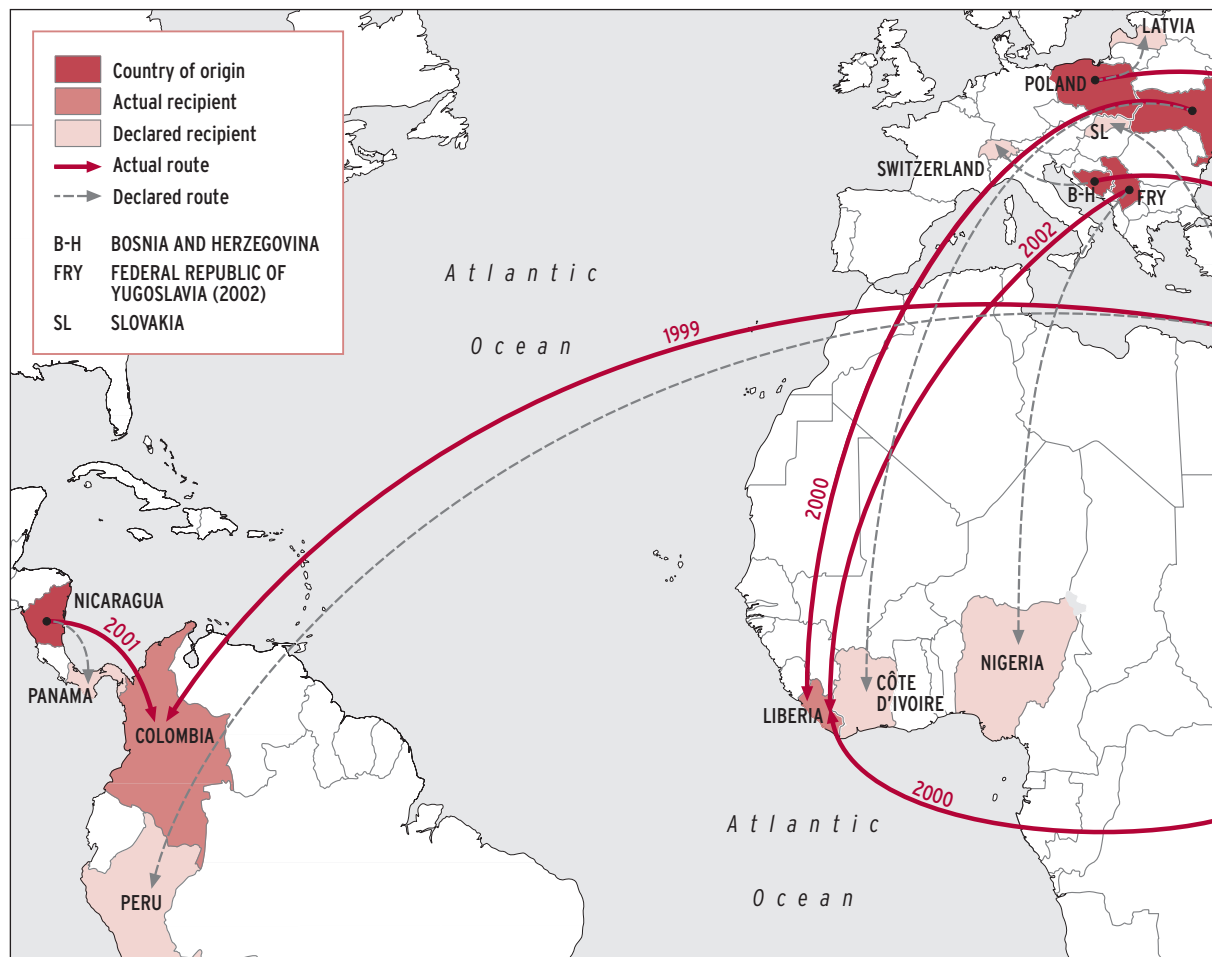 Country of origin
Actual recipient
Declared recipient
Actual route
Declared route
B-H BOSNIA AND HERZEGOVINA
FRY FEDERAL REPUBLIC OF
YUGOSLAVIA (2002)
SL SLOVAKIA
LATVIA
POLAND
SL
SWITZERLAND
B-H
FRY
2002
Atlantic
Ocean
1999
2000
NICARAGUA
2001
PANAMA
COLOMBIA
PERU
LIBERIA
CÔTE
D'IVOIRE
NIGERIA
2000
Atlantic
Ocean